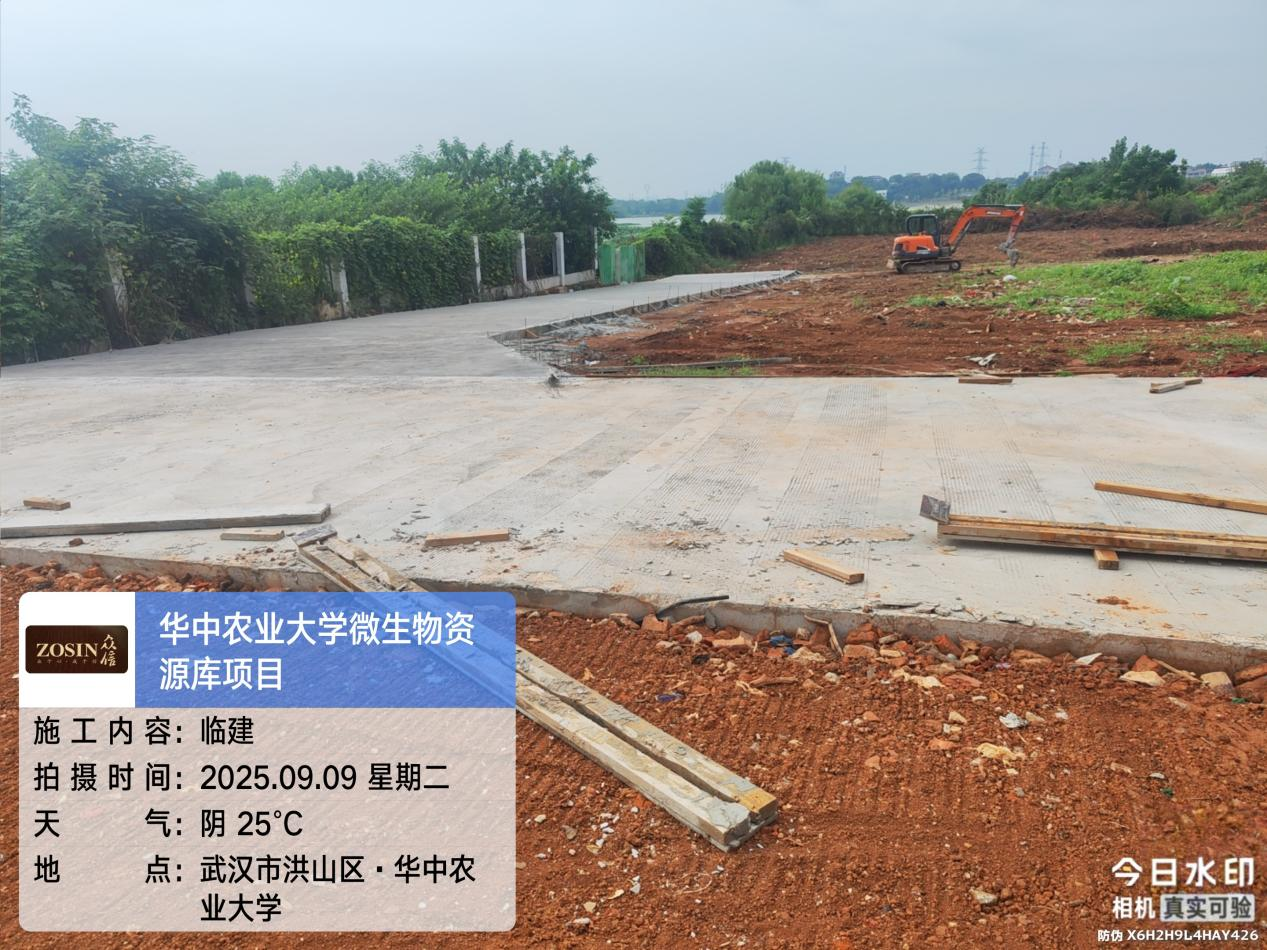 华中农业大学微生物资
源库项目
ZOSIN 众信
施工内容：临建
拍摄时间：2025.09.09 星期二
天气：阴 25℃
地点：武汉市洪山区·华中农
业大学
今日水印
相机 真实可验
防伪 X6H2H9L4HAY426